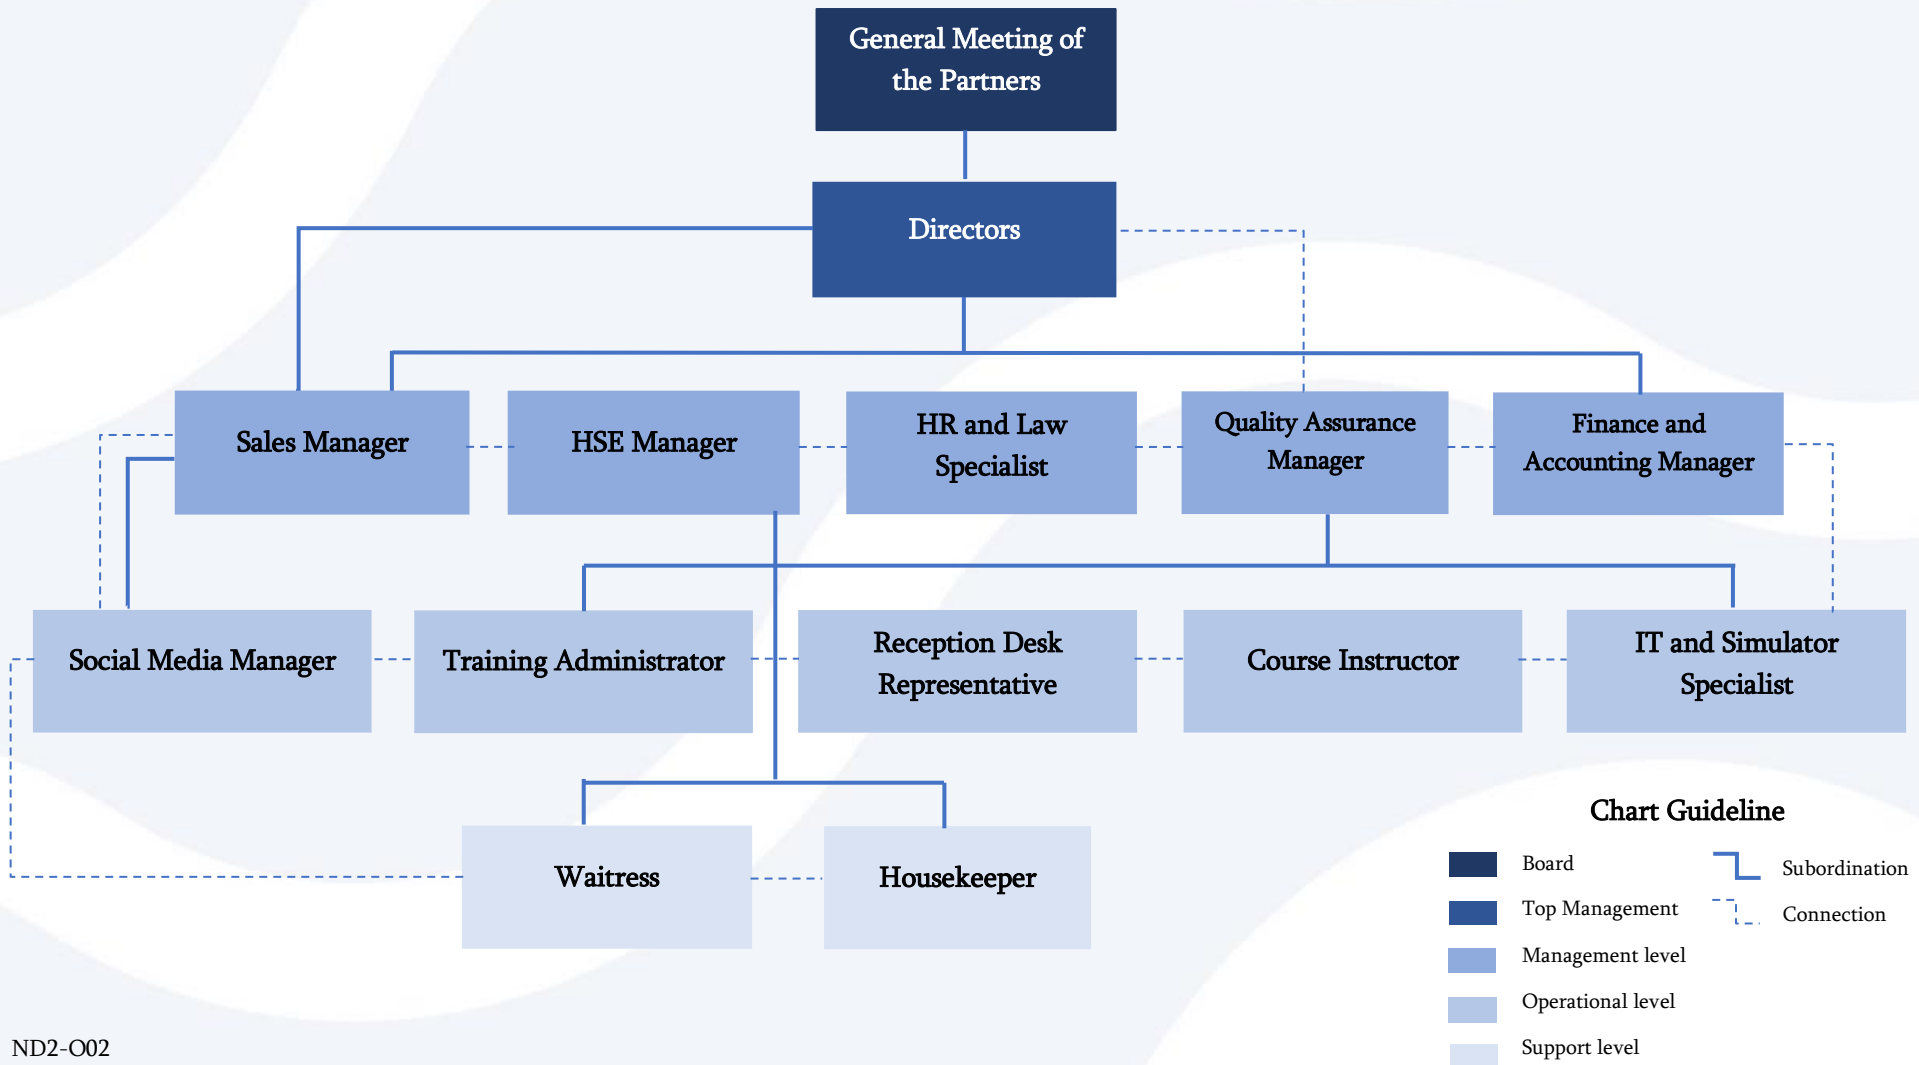 General Meeting of
the Partners
Directors
Sales Manager
HSE Manager
HR and Law
Specialist
Quality Assurance
Manager
Finance and
Accounting Manager
Social Media Manager
Training Administrator
Reception Desk
Representative
Course Instructor
IT and Simulator
Specialist
Waitress
Housekeeper
Chart Guideline
Board
Subordination
Top Management
Connection
Management level
Operational level
Support level
ND2-O02